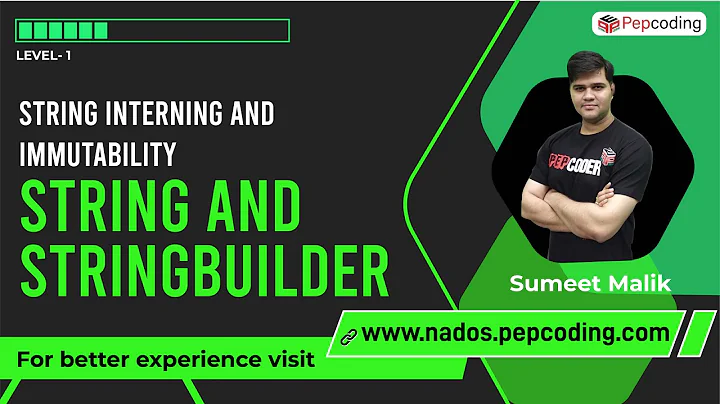 Pepcoding
LEVEL- 1
STRING INTERNING AND
IMMUTABILITY
STRING AND
STRINGBUILDER
PEPCODER
Sumeet Malik
www.nados.pepcoding.com
For better experience visit